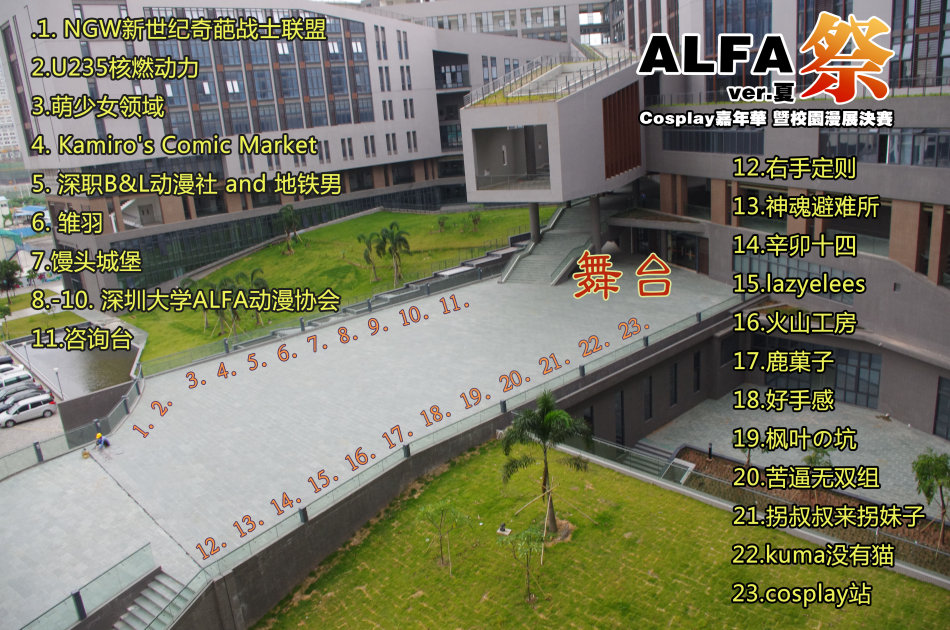 .1. NGW新世纪奇葩战士联盟
2.U235核燃动力
3.萌少女领域
4. Kamiro's Comic Market
5. 深职B&L动漫社 and 地铁男
6. 雏羽
7.馒头城堡
8.-10. 深圳大学ALFA动漫协会
11.咨询台
ALFA祭
ver.夏
Cosplay嘉年華 暨校園漫展決賽
12.右手定则
13.神魂避难所
14.辛卯十四
15.lazyelees
16.火山工房
17.鹿菓子
18.好手感
19.枫叶の坑
20.苦逼无双组
21.拐叔叔来拐妹子
22.kuma没有猫
23.cosplay站
舞台
1. 2. 3. 4. 5. 6. 7. 8. 9. 10. 11.
12. 13. 14. 15. 16. 17. 18. 19. 20. 21. 22. 23.